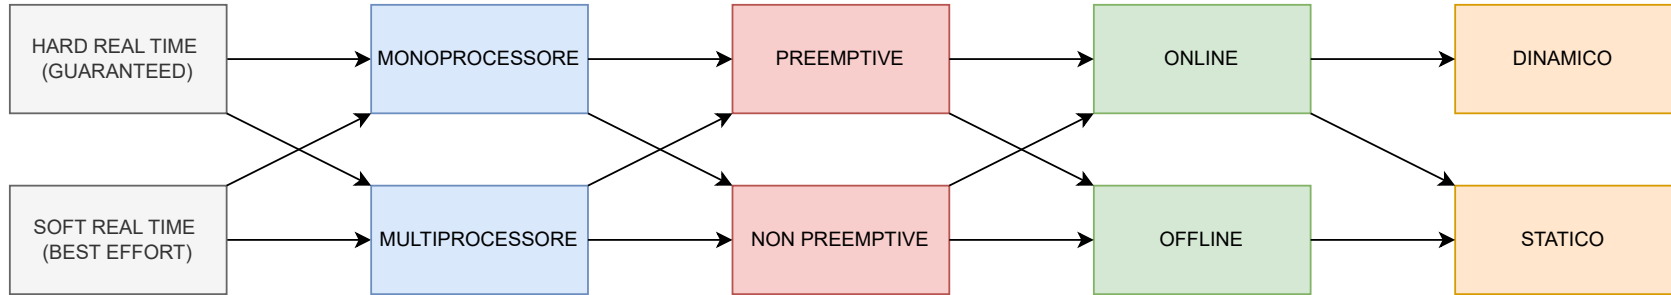 HARD REAL TIME
(GUARANTEED)
MONOPROCESSORE
PREEMPTIVE
ONLINE
DINAMICO
SOFT REAL TIME
(BEST EFFORT)
MULTIPROCESSORE
NON PREEMPTIVE
OFFLINE
STATICO